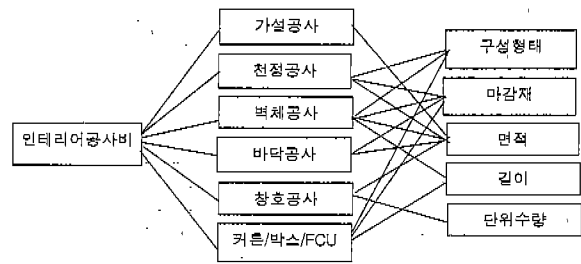 인테리어공사비
가설공사
천정공사
벽체공사
바닥공사
창호공사
커튼/박스/FCU
구성형태
마감재
면적
길이
단위수량